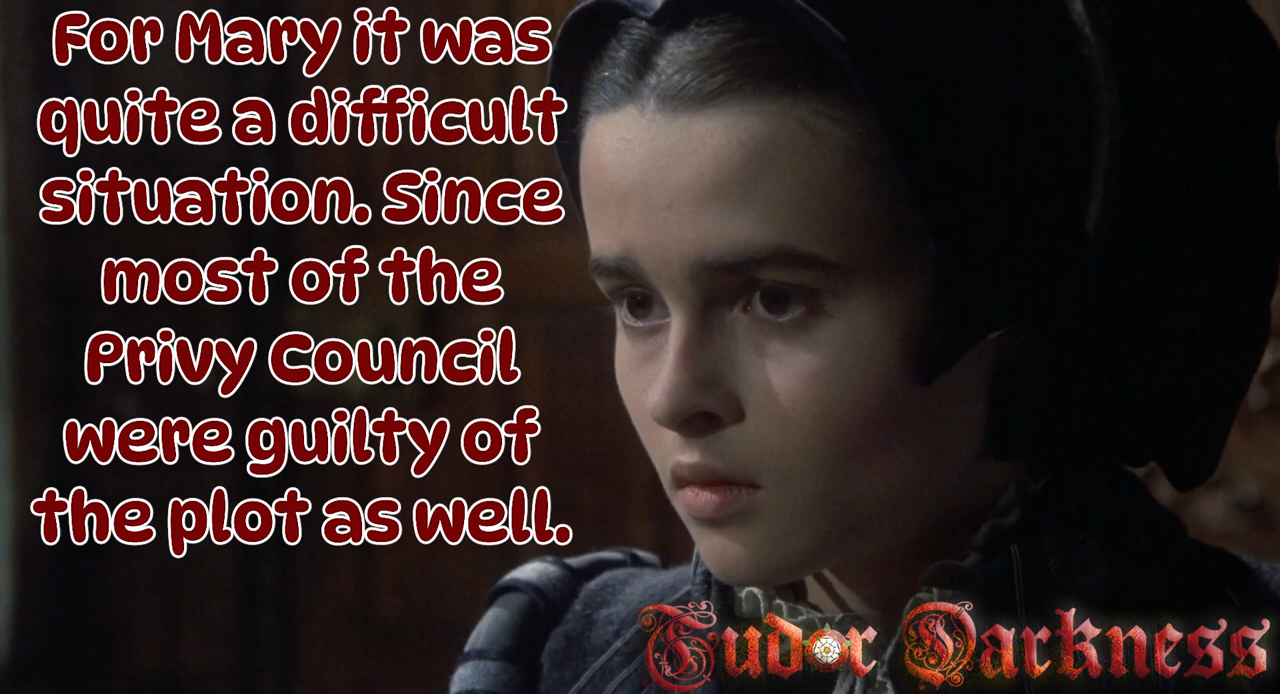 For Mary it was
quite a difficult
situation. Since
most of the
Privy Council
were guilty of
the plot as well.
Tudor Darkness